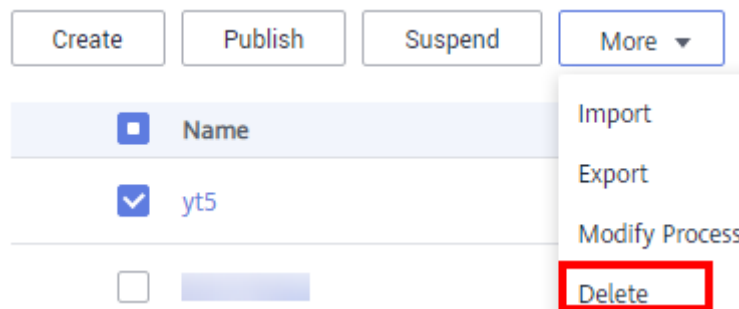 Create Publish Suspend More
Import
Name
Export
yt5
Modify Process
Delete